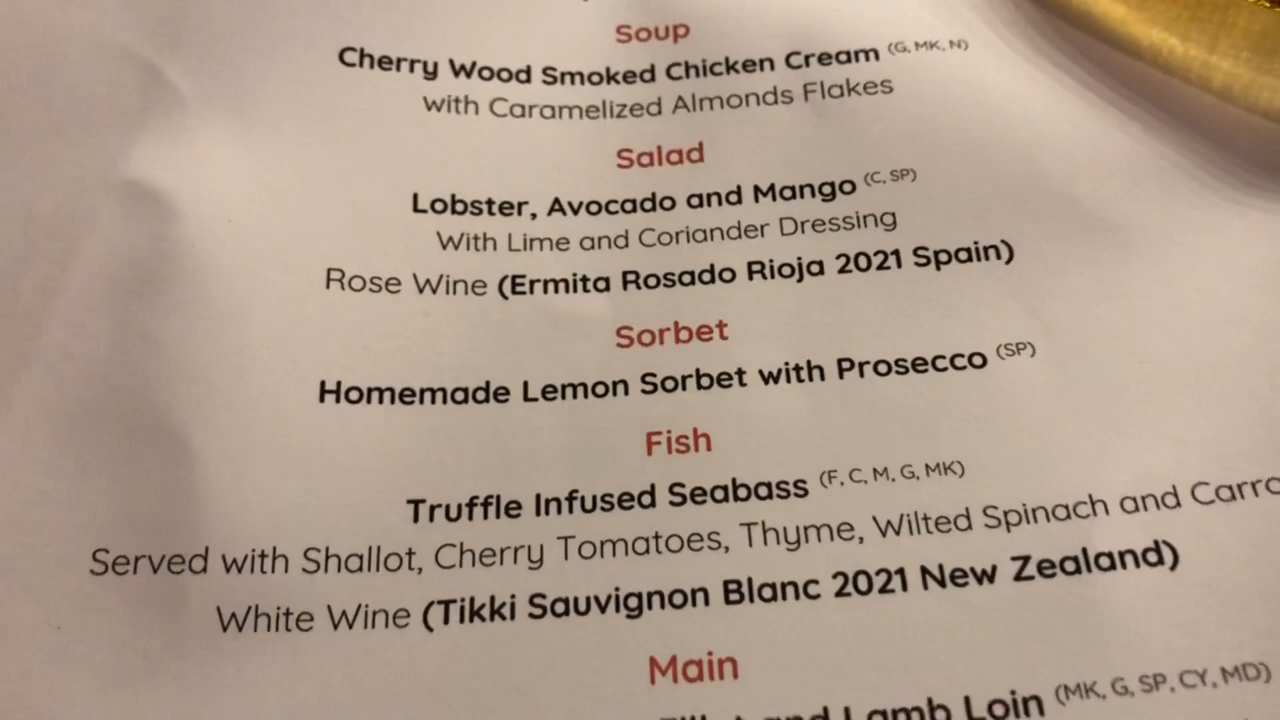 Soup
Cherry Wood Smoked Chicken Cream (G, MK, N)
with Caramelized Almonds Flakes
Salad
Lobster, Avocado and Mango (C, SP)
With Lime and Coriander Dressing
Rose Wine (Ermita Rosado Rioja 2021 Spain)
Sorbet
Homemade Lemon Sorbet with Prosecco (SP)
Fish
Truffle Infused Seabass (F, C, M, G, MK)
Served with Shallot, Cherry Tomatoes, Thyme, Wilted Spinach and
White Wine (Tikki Sauvignon Blanc 2021 New Zealand)
Main
and Lamb Loin (MK, G, SP, CY, MD)